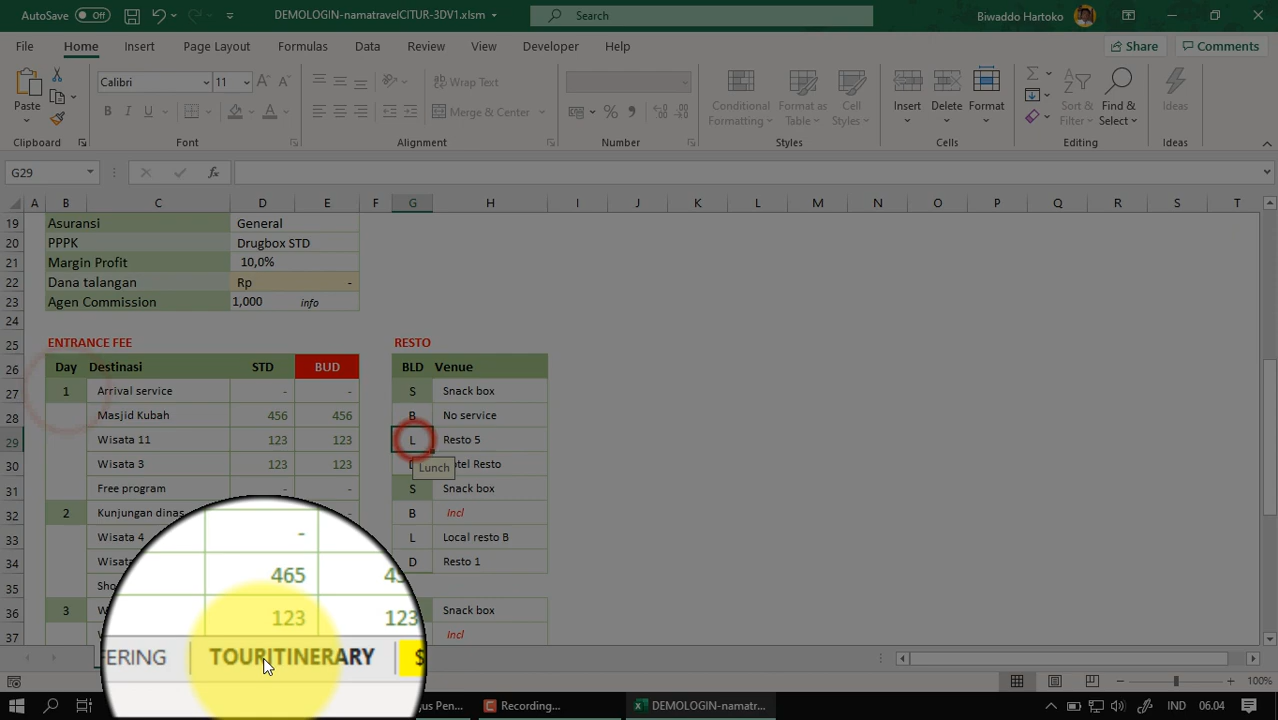 AutoSave Off
DEMOLOGIN-namatravelCITUR-3DV1.xlsm
Search
Biwaddo Hartoko
File Home Insert Page Layout Formulas Data Review View Developer Help Share Comments
Paste
Calibri 11
Wrap Text
Merge & Center
Conditional Formatting
Format as Table
Cell Styles
Insert Delete Format
Sort & Filter
Find & Select
Ideas
Clipboard Font Alignment Number Styles Cells Editing Ideas
G29
A B C D E F G H I J K L M N O P Q R S T
19 Asuransi General
20 PPPK Drugbox STD
21 Margin Profit 10,0%
22 Dana talangan Rp -
23 Agen Commission 1,000 info
24
25 ENTRANCE FEE RESTO
26 Day Destinasi STD BUD BLD Venue
27 1 Arrival service - - S Snack box
28 Masjid Kubah 456 456 B No service
29 Wisata 11 123 123 L Resto 5
30 Wisata 3 123 123 Resto
Lunch
31 Free program - - S Snack box
32 2 Kunjungan dinas B Incl
33 Wisata 4 - L Local resto B
34 465 D Resto 1
35
36 3 123 123 Snack box
37 Incl
TOURITINERARY
100%
Recording...
DEMOLOGIN-namatr...
IND 06.04